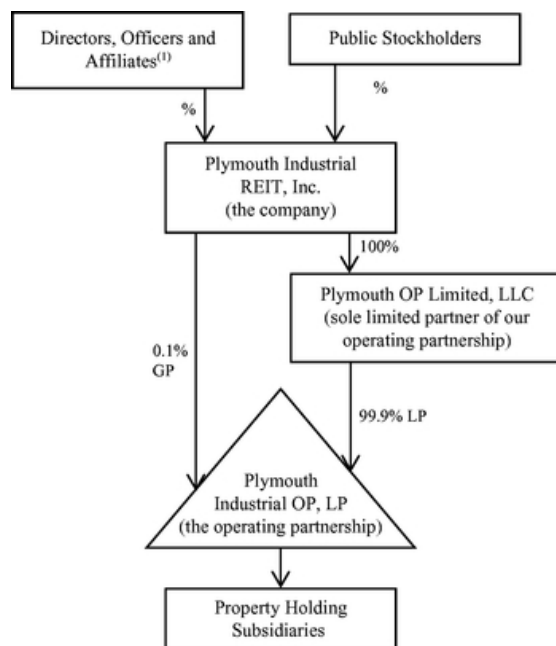 Directors, Officers and
Affiliates(1)
Public Stockholders
%
%
Plymouth Industrial
REIT, Inc.
(the company)
100%
Plymouth OP Limited, LLC
(sole limited partner of our
operating partnership)
0.1%
GP
99.9% LP
Plymouth
Industrial OP, LP
(the operating partnership)
Property Holding
Subsidiaries